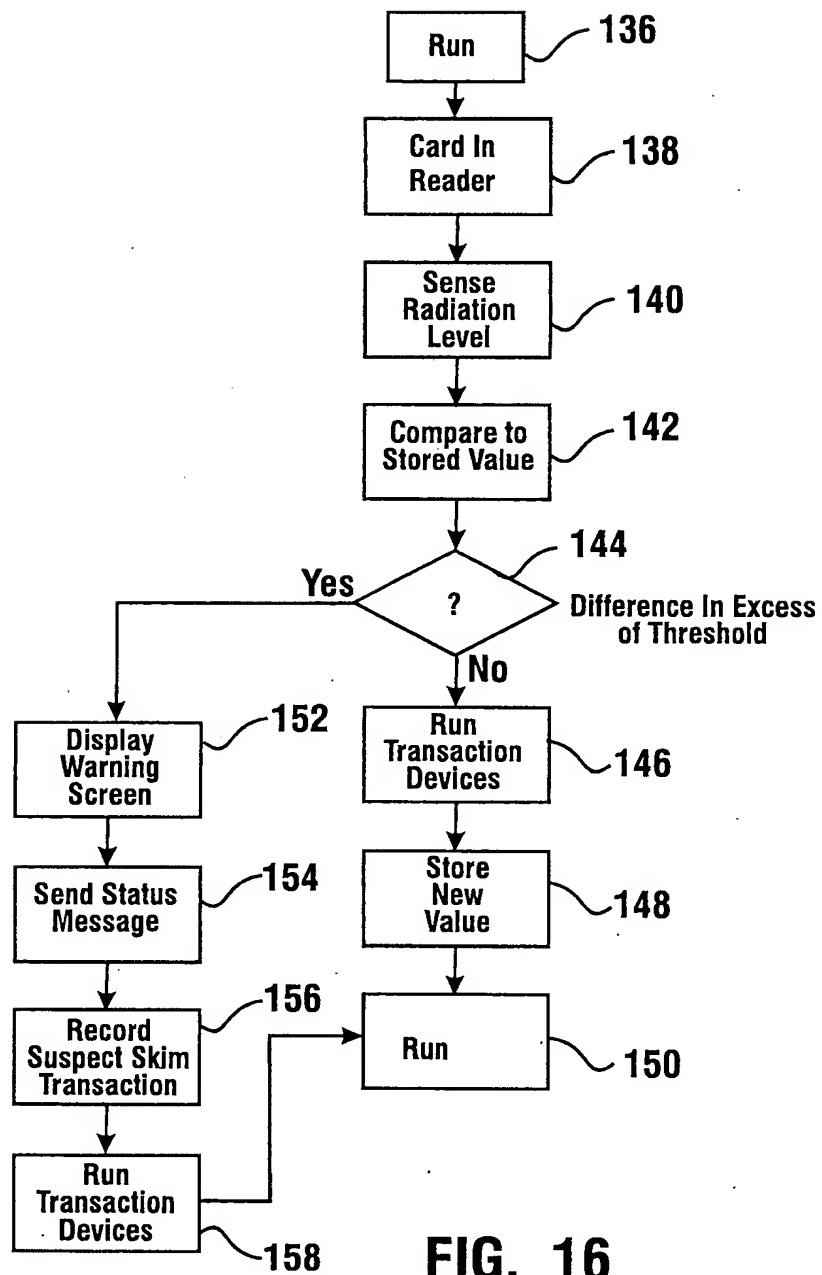 Run
136
Card In
Reader
138
Sense
Radiation
Level
140
Compare to
Stored Value
142
144
Yes
?
Difference In Excess
of Threshold
No
Display
Warning
Screen
152
Run
Transaction
Devices
146
Send Status
Message
154
Store
New
Value
148
Record
Suspect Skim
Transaction
156
Run
150
Run
Transaction
Devices
158
FIG. 16